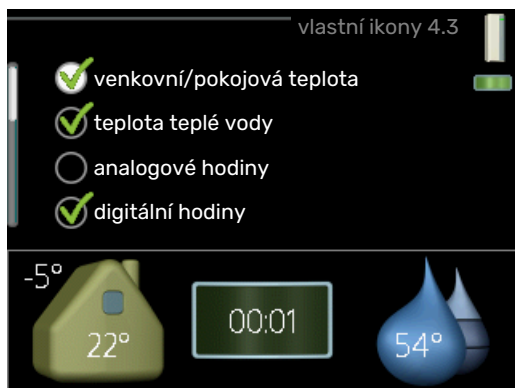 vlastní ikony 4.3
venkovní/pokojová teplota
teplota teplé vody
analogové hodiny
digitální hodiny
-5°
22°
00:01
54°